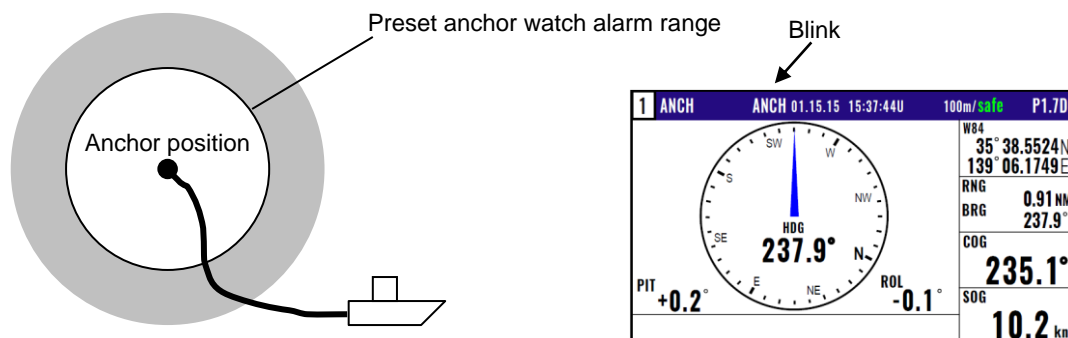 Preset anchor watch alarm range
Anchor position
Blink
1 ANCH ANCH 01.15.15 15:37:44U 100m/safe P1.7D
W84
35°38.5524N
139°06.1749E
RNG 0.91 NM
BRG 237.9°
COG
235.1°
SOG
10.2 kn
SW
W
S
NW
HDG
237.9°
SE
N
E
NE
PIT
+0.2°
ROL
-0.1°